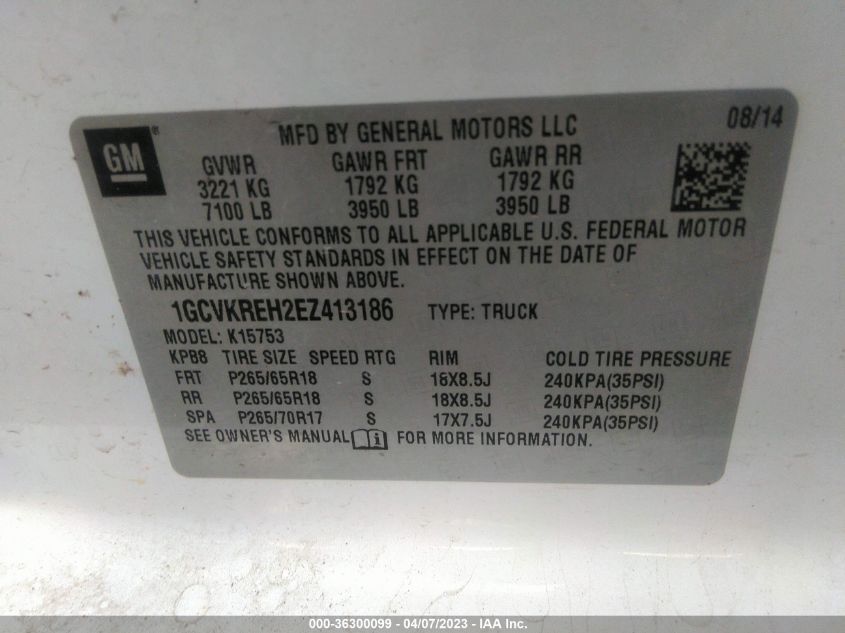 GM ®
MFD BY GENERAL MOTORS LLC 08/14
GVWR GAWR FRT GAWR RR
3221 KG 1792 KG 1792 KG
7100 LB 3950 LB 3950 LB
THIS VEHICLE CONFORMS TO ALL APPLICABLE U.S. FEDERAL MOTOR
VEHICLE SAFETY STANDARDS IN EFFECT ON THE DATE OF
MANUFACTURE SHOWN ABOVE.
1GCVKREH2EZ413186 TYPE: TRUCK
MODEL: K15753
KPB8 TIRE SIZE SPEED RTG RIM COLD TIRE PRESSURE
FRT P265/65R18 S 18X8.5J 240KPA(35PSI)
RR P265/65R18 S 18X8.5J 240KPA(35PSI)
SPA P265/70R17 S 17X7.5J 240KPA(35PSI)
SEE OWNER'S MANUAL FOR MORE INFORMATION.
000-36300099 - 04/07/2023 - IAA Inc.